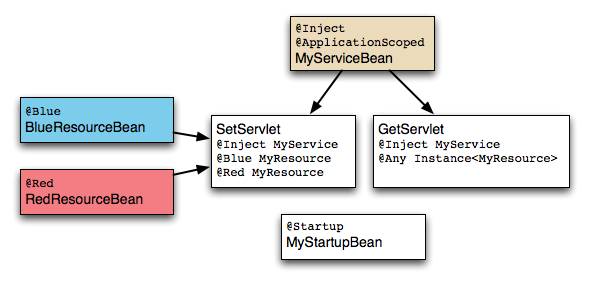 @Inject
@ApplicationScoped
MyServiceBean
@Blue
BlueResourceBean
@Red
RedResourceBean
SetServlet
@Inject MyService
@Blue MyResource
@Red MyResource
GetServlet
@Inject MyService
@Any Instance<MyResource>
@Startup
MyStartupBean